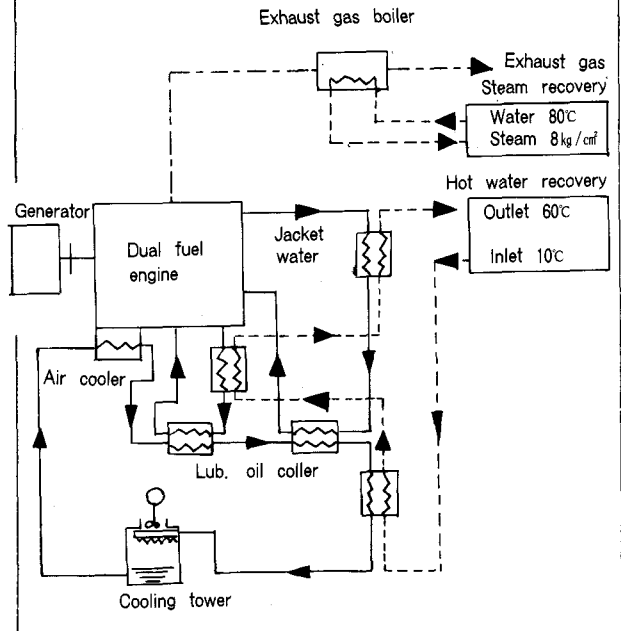 Exhaust gas boiler
Exhaust gas
Steam recovery
Water 80℃
Steam 8kg/cm²
Hot water recovery
Outlet 60℃
Inlet 10℃
Generator
Dual fuel
engine
Jacket
water
Air cooler
Lub. oil coller
Cooling tower